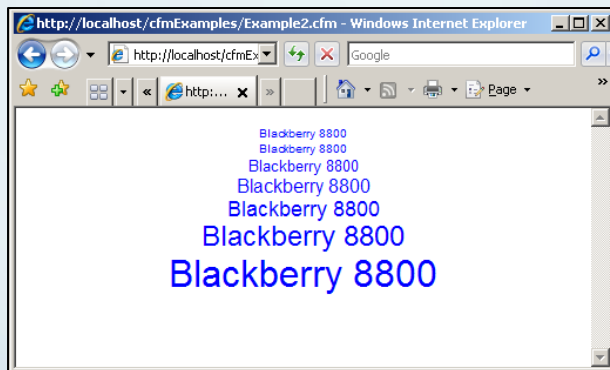 http://localhost/cfmExamples/Example2.cfm - Windows Internet Explorer
http://localhost/cfmEx
Google
http:...
Page
Blackberry 8800
Blackberry 8800
Blackberry 8800
Blackberry 8800
Blackberry 8800
Blackberry 8800
Blackberry 8800